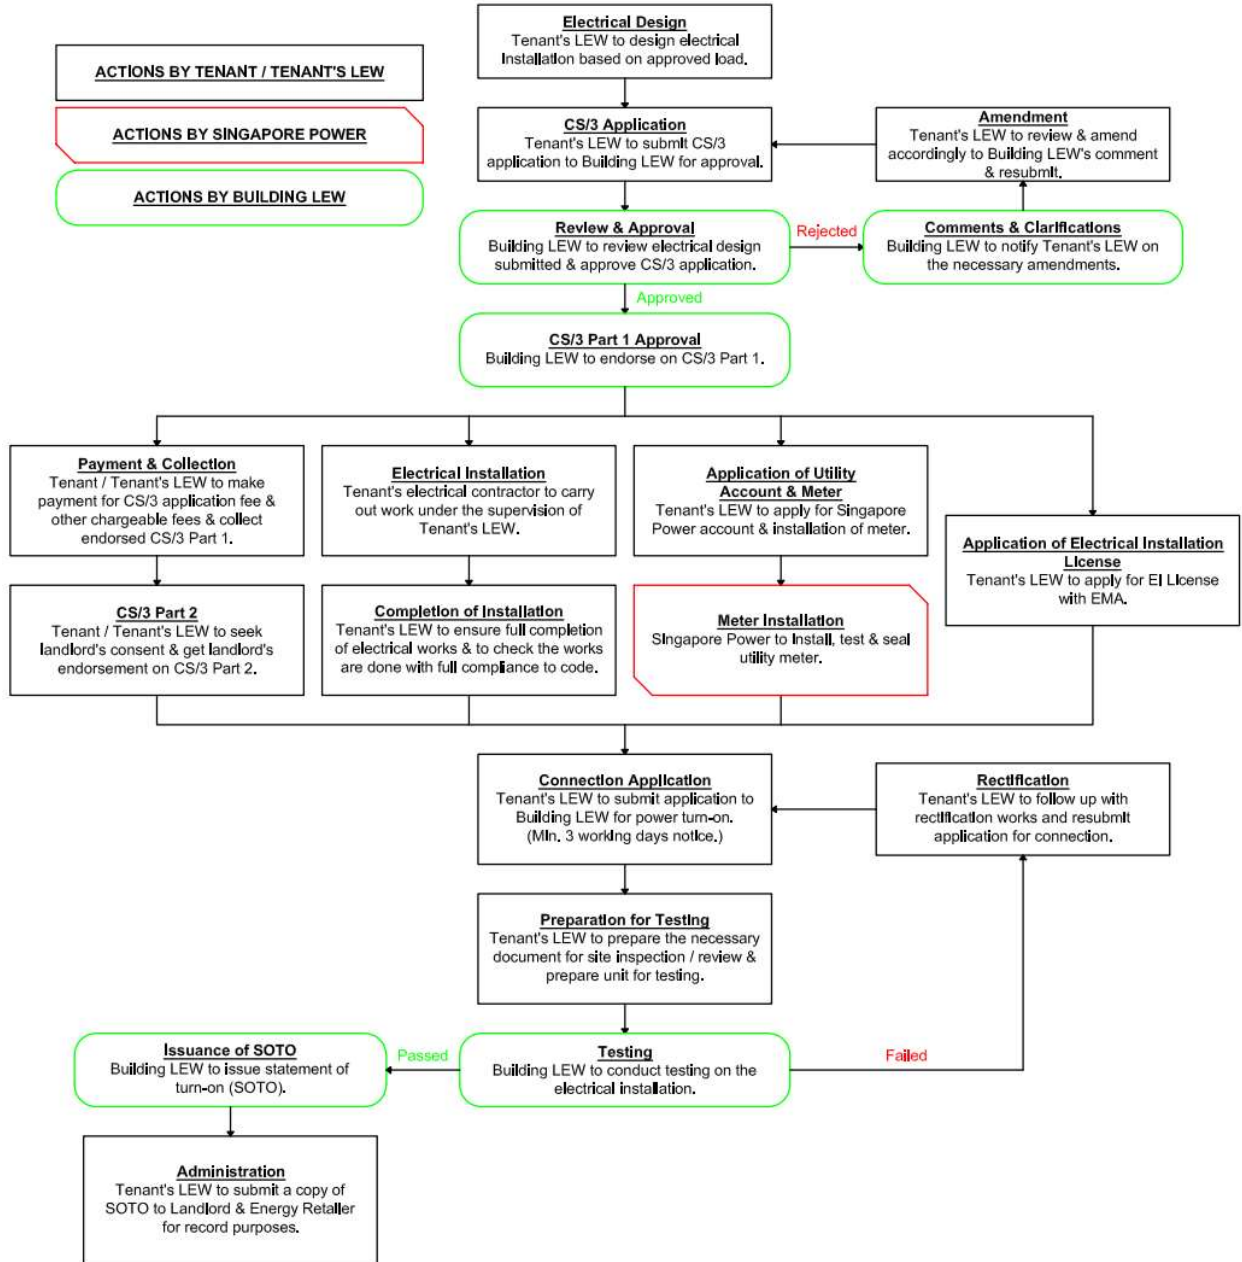 ACTIONS BY TENANT / TENANT'S LEW
ACTIONS BY SINGAPORE POWER
ACTIONS BY BUILDING LEW
Electrical Design
Tenant's LEW to design electrical
Installation based on approved load.
CS/3 Application
Tenant's LEW to submit CS/3
application to Building LEW for approval.
Amendment
Tenant's LEW to review & amend
accordingly to Building LEW's comment
& resubmit.
Review & Approval
Building LEW to review electrical design
submitted & approve CS/3 application.
Rejected
Comments & Clarifications
Building LEW to notify Tenant's LEW on
the necessary amendments.
Approved
CS/3 Part 1 Approval
Building LEW to endorse on CS/3 Part 1.
Payment & Collection
Tenant / Tenant's LEW to make
payment for CS/3 application fee &
other chargeable fees & collect
endorsed CS/3 Part 1.
Electrical Installation
Tenant's electrical contractor to carry
out work under the supervision of
Tenant's LEW.
Application of Utility
Account & Meter
Tenant's LEW to apply for Singapore
Power account & installation of meter.
Application of Electrical Installation
License
Tenant's LEW to apply for EI License
with EMA.
CS/3 Part 2
Tenant / Tenant's LEW to seek
landlord's consent & get landlord's
endorsement on CS/3 Part 2.
Completion of Installation
Tenant's LEW to ensure full completion
of electrical works & to check the works
are done with full compliance to code.
Meter Installation
Singapore Power to install, test & seal
utility meter.
Connection Application
Tenant's LEW to submit application to
Building LEW for power turn-on.
(Min. 3 working days notice.)
Rectification
Tenant's LEW to follow up with
rectification works and resubmit
application for connection.
Preparation for Testing
Tenant's LEW to prepare the necessary
document for site inspection / review &
prepare unit for testing.
Issuance of SOTO
Building LEW to issue statement of
turn-on (SOTO).
Passed
Testing
Building LEW to conduct testing on the
electrical installation.
Failed
Administration
Tenant's LEW to submit a copy of
SOTO to Landlord & Energy Retailer
for record purposes.